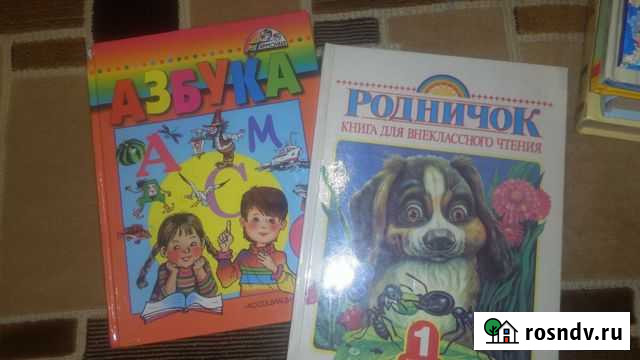 АЗБУКА
А
М
С
РОДНИЧОК
КНИГА ДЛЯ ВНЕКЛАССНОГО ЧТЕНИЯ
1
rosndv.ru